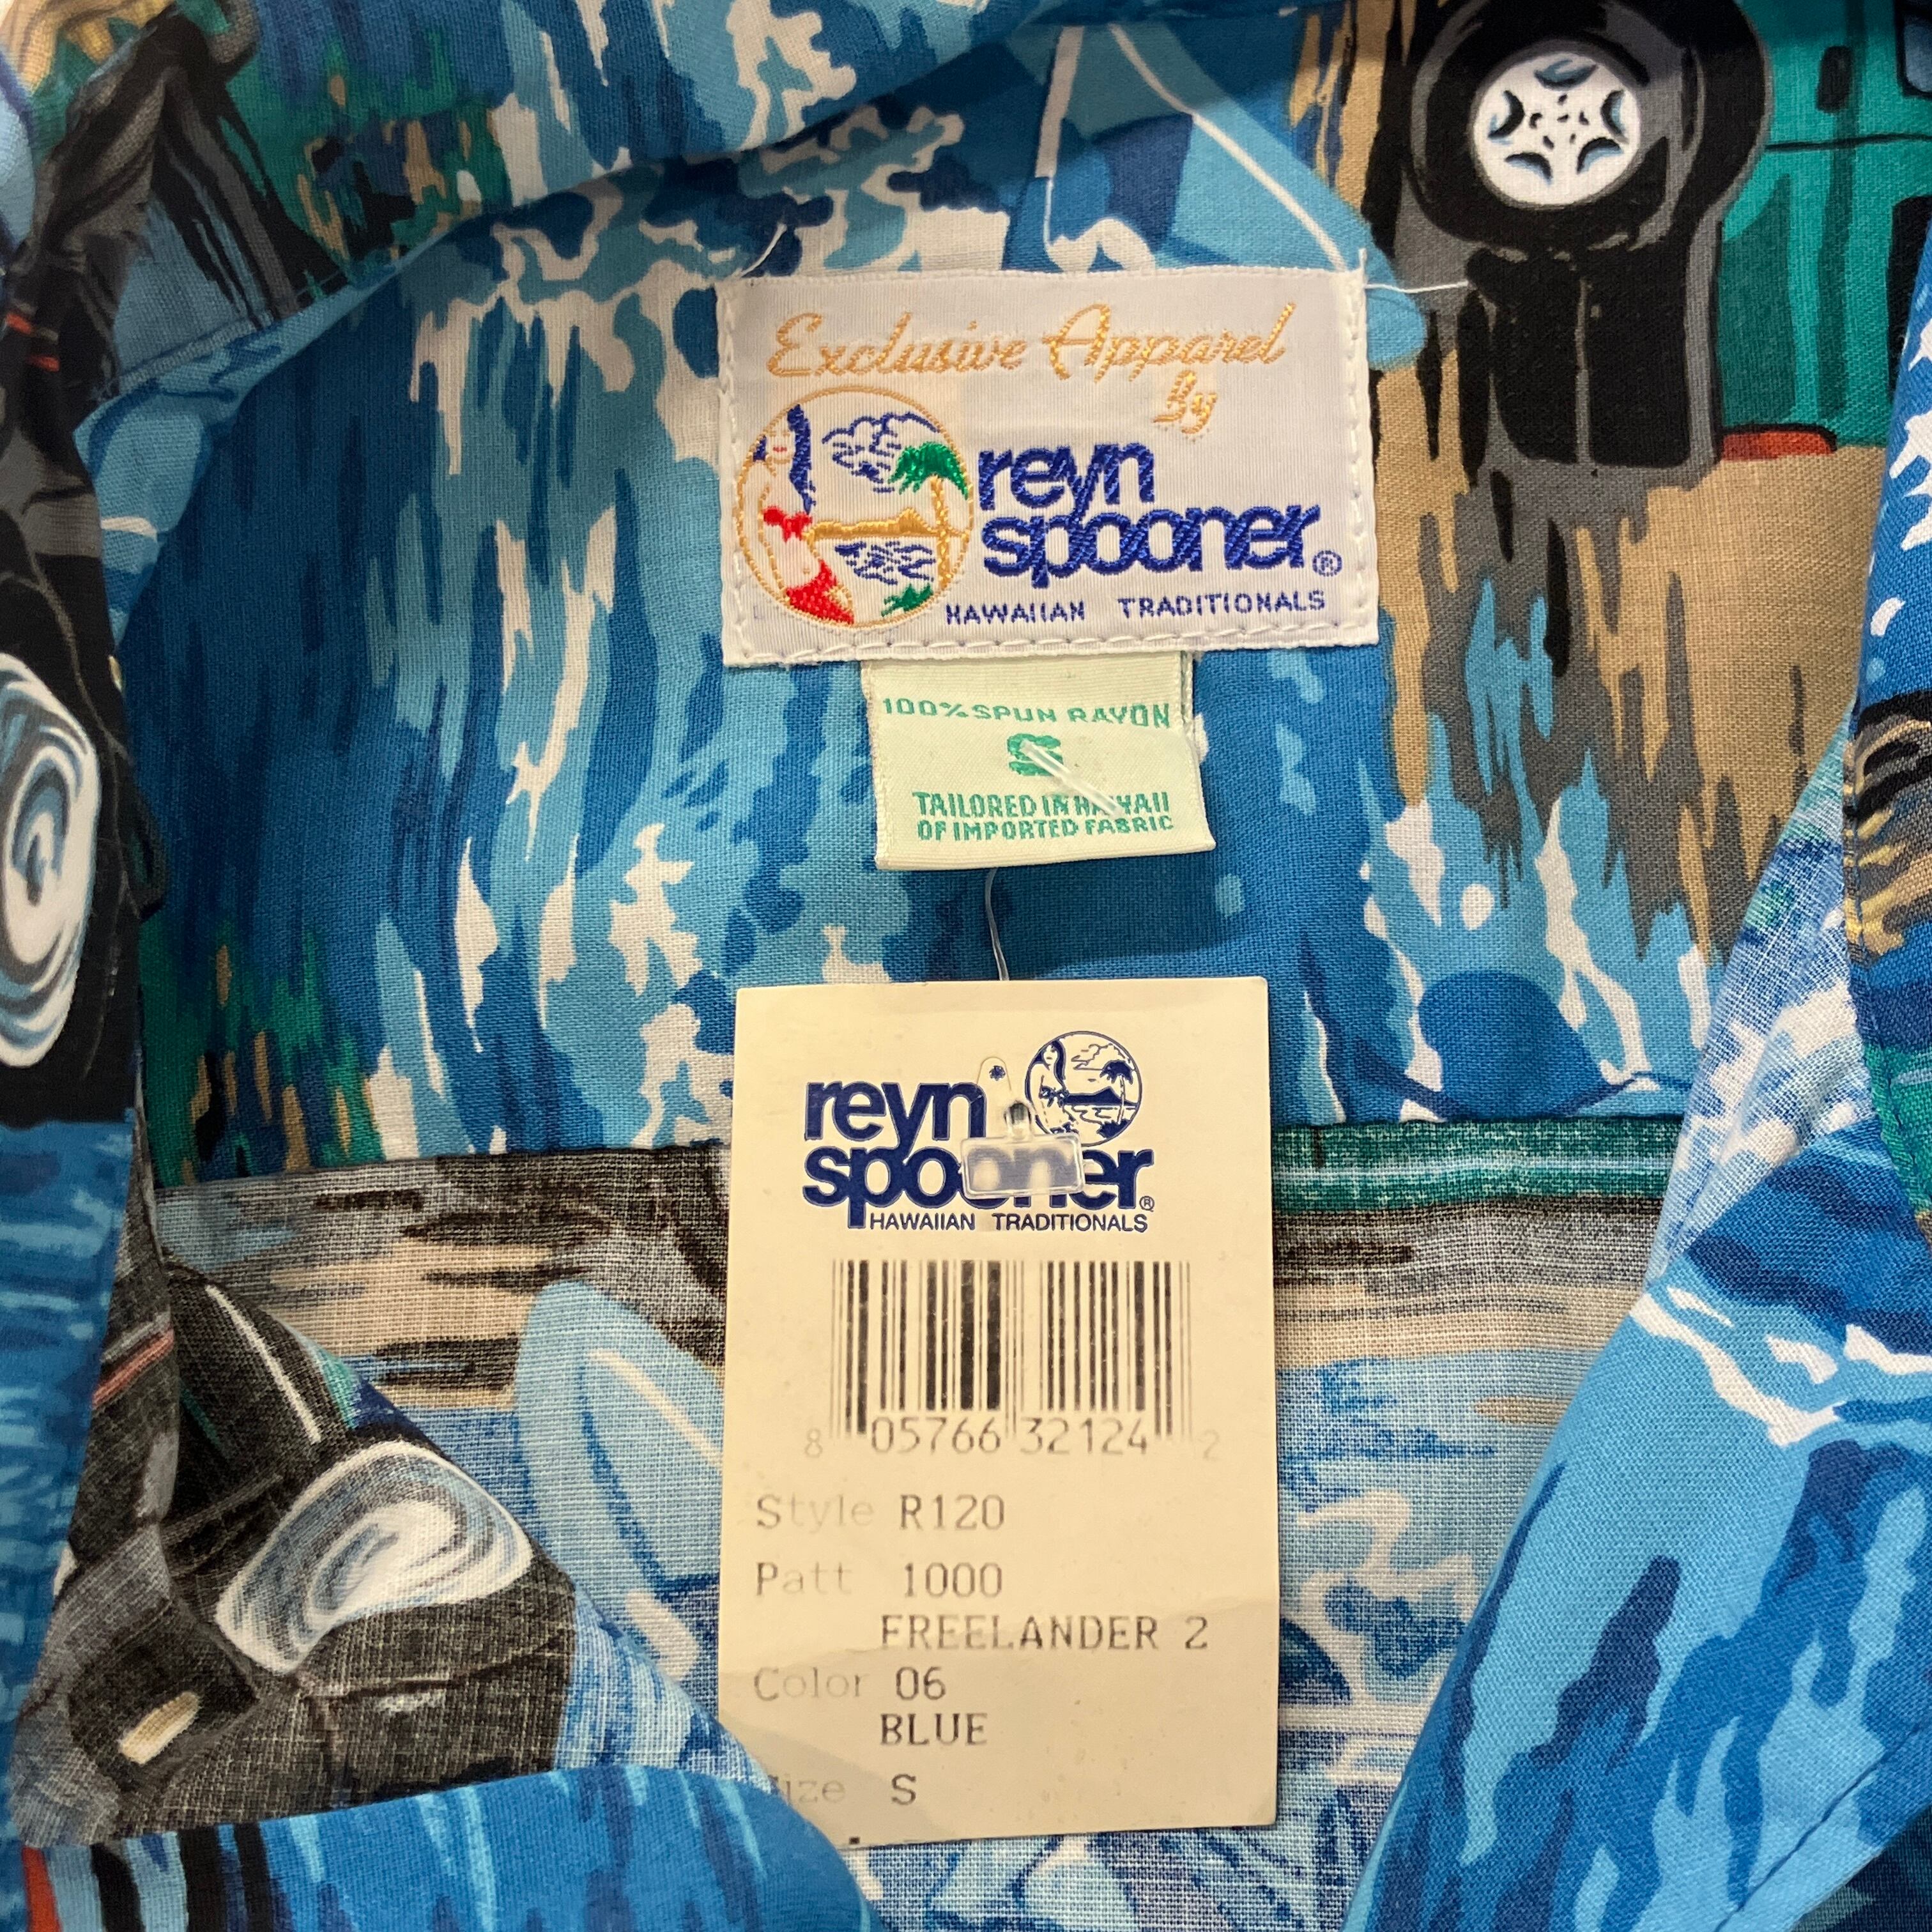 Exclusive Apparel
By
reyn
spooner®
HAWAIIAN TRADITIONALS
100% SPUN RAYON
S
TAILORED IN HAWAII
OF IMPORTED FABRIC
reyn
spooner®
HAWAIIAN TRADITIONALS
8 05766 32124 2
Style R120
Patt 1000
FREELANDER 2
Color 06
BLUE
Size S